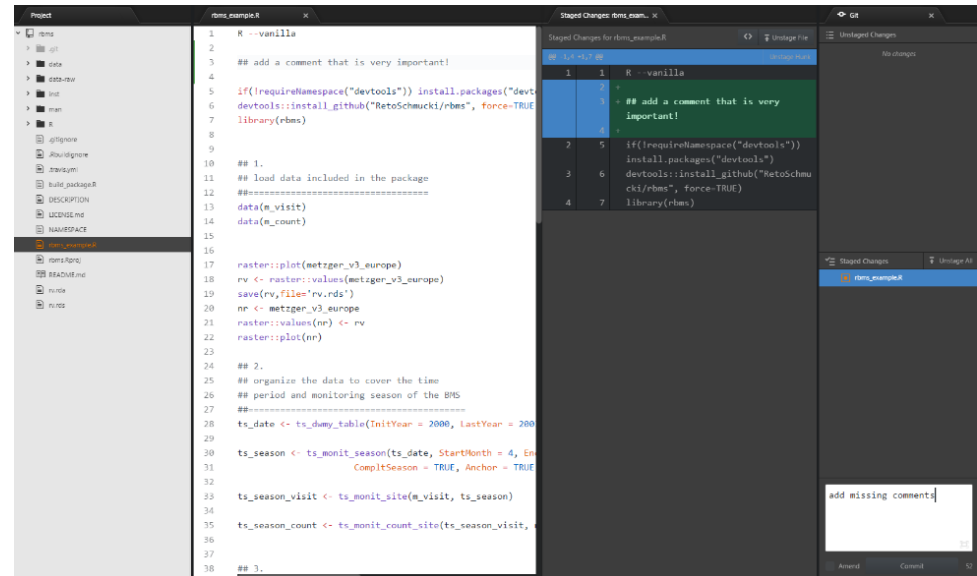 Project
rbms
.git
data
data-raw
inst
man
R
.gitignore
.Rbuildignore
.travis.yml
build_package.R
DESCRIPTION
LICENSE.md
NAMESPACE
rbms_example.R
rbms.Rproj
README.md
rv.rda
rv.rds
rbms_example.R ×
1 R --vanilla
2
3 ## add a comment that is very important!
4
5 if(!requireNamespace("devtools")) install.packages("devt
6 devtools::install_github("RetoSchmucki/rbms", force=TRUE
7 library(rbms)
8
9
10 ## 1.
11 ## load data included in the package
12 ##==================================
13 data(m_visit)
14 data(m_count)
15
16
17 raster::plot(metzger_v3_europe)
18 rv <- raster::values(metzger_v3_europe)
19 save(rv,file='rv.rds')
20 nr <- metzger_v3_europe
21 raster::values(nr) <- rv
22 raster::plot(nr)
23
24 ## 2.
25 ## organize the data to cover the time
26 ## period and monitoring season of the BMS
27 ##=========================================
28 ts_date <- ts_dwmy_table(InitYear = 2000, LastYear = 200
29
30 ts_season <- ts_monit_season(ts_date, StartMonth = 4, En
31 CompltSeason = TRUE, Anchor = TRUE
32
33 ts_season_visit <- ts_monit_site(m_visit, ts_season)
34
35 ts_season_count <- ts_monit_count_site(ts_season_visit,
36
37
38 ## 3.
Staged Changes: rbms_exam... ×
Staged Changes for rbms_example.R <> Unstage File
@@ -1,4 +1,7 @@ Unstage Hunk
1 1 R --vanilla
2 +
3 + ## add a comment that is very
important!
4 +
2 5 if(!requireNamespace("devtools"))
install.packages("devtools")
3 6 devtools::install_github("RetoSchmu
cki/rbms", force=TRUE)
4 7 library(rbms)
Git ×
Unstaged Changes
No changes
Staged Changes Unstage All
rbms_example.R
add missing comments
Amend Commit 52